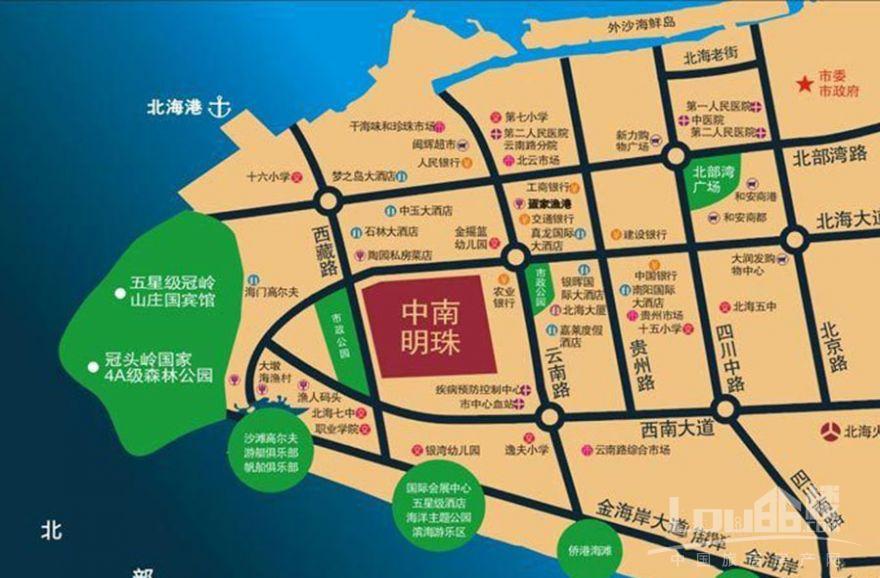 外沙海鲜岛
北海老街
市委
市政府
北海港
第七小学
第二人民医院
云南路分院
北云市场
第一人民医院
中医院
第二人民医院
干海味和珍珠市场
闽辉超市
人民银行
新力购
物广场
北部湾路
十六小学
梦之岛大酒店
工商银行
疍家渔港
交通银行
真龙国际
大酒店
北部湾
广场
和安商港
和安南都
北海大道
中玉大酒店
石林大酒店
陶园私房菜店
金摇篮
幼儿园
建设银行
西藏路
大润发购
物中心
五星级冠岭
山庄国宾馆
海门高尔夫
市政公园
中南
明珠
农业
银行
市政公园
银晖国
际大酒店
北海大厦
嘉莱度假
酒店
中国银行
南阳国际
大酒店
贵州市场
十五小学
北海五中
冠头岭国家
4A级森林公园
大墩
海渔村
渔人码头
北海七中
职业学院
云南路
贵州路
四川中路
北京路
疾病预防控制中心
市中心血站
西南大道
北海火
沙滩高尔夫
游艇俱乐部
帆船俱乐部
银湾幼儿园
逸夫小学
云南路综合市场
四川南路
国际会展中心
五星级酒店
海洋主题公园
滨海游乐区
金海岸大道
海岸
金海岸
侨港海滩
北
部